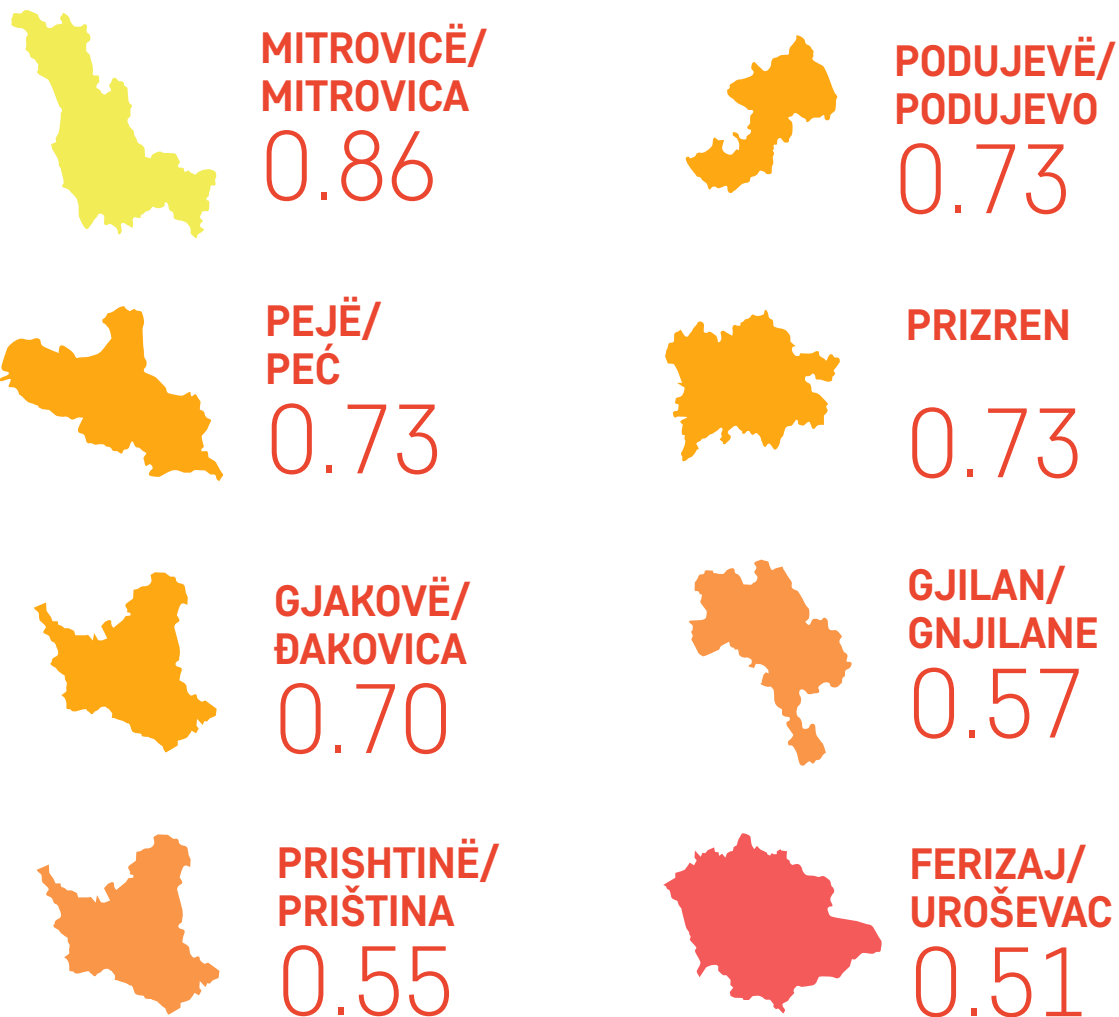 MITROVICË/
MITROVICA
0.86
PODUJEVË/
PODUJEVO
0.73
PEJË/
PEĆ
0.73
PRIZREN
0.73
GJAKOVË/
ĐAKOVICA
0.70
GJILAN/
GNJILANE
0.57
PRISHTINË/
PRIŠTINA
0.55
FERIZAJ/
UROŠEVAC
0.51